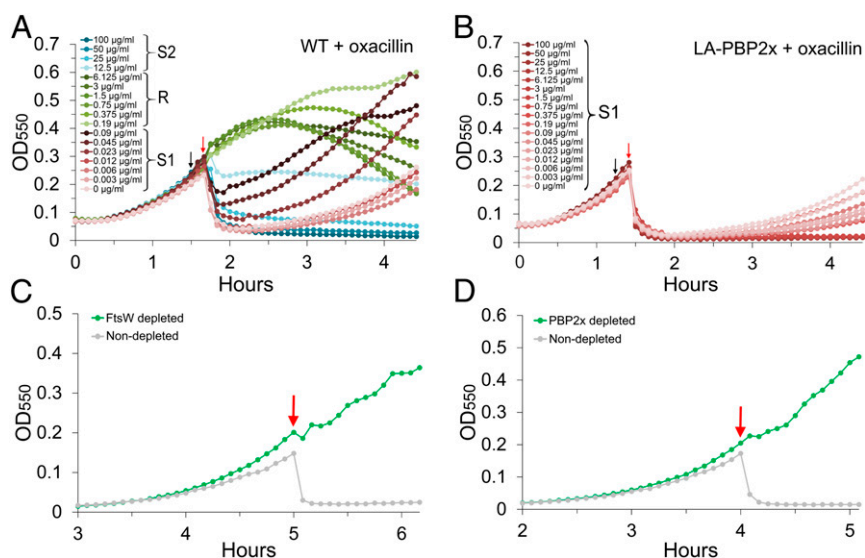 A
WT + oxacillin
OD550
0.7
0.6
0.5
0.4
0.3
0.2
0.1
0
100 µg/ml
50 µg/ml
25 µg/ml
12.5 µg/ml
S2
6.125 µg/ml
3 µg/ml
1.5 µg/ml
0.75 µg/ml
0.375 µg/ml
0.19 µg/ml
R
0.09 µg/ml
0.045 µg/ml
0.023 µg/ml
0.012 µg/ml
0.006 µg/ml
0.003 µg/ml
0 µg/ml
S1
0 1 2 3 4
Hours
B
LA-PBP2x + oxacillin
OD550
0.7
0.6
0.5
0.4
0.3
0.2
0.1
0
100 µg/ml
50 µg/ml
25 µg/ml
12.5 µg/ml
6.125 µg/ml
3 µg/ml
1.5 µg/ml
0.75 µg/ml
0.375 µg/ml
0.19 µg/ml
0.09 µg/ml
0.045 µg/ml
0.023 µg/ml
0.012 µg/ml
0.006 µg/ml
0.003 µg/ml
0 µg/ml
S1
0 1 2 3 4
Hours
C
OD550
0.5
0.4
0.3
0.2
0.1
0
FtsW depleted
Non-depleted
3 4 5 6
Hours
D
OD550
0.5
0.4
0.3
0.2
0.1
0
PBP2x depleted
Non-depleted
2 3 4 5
Hours